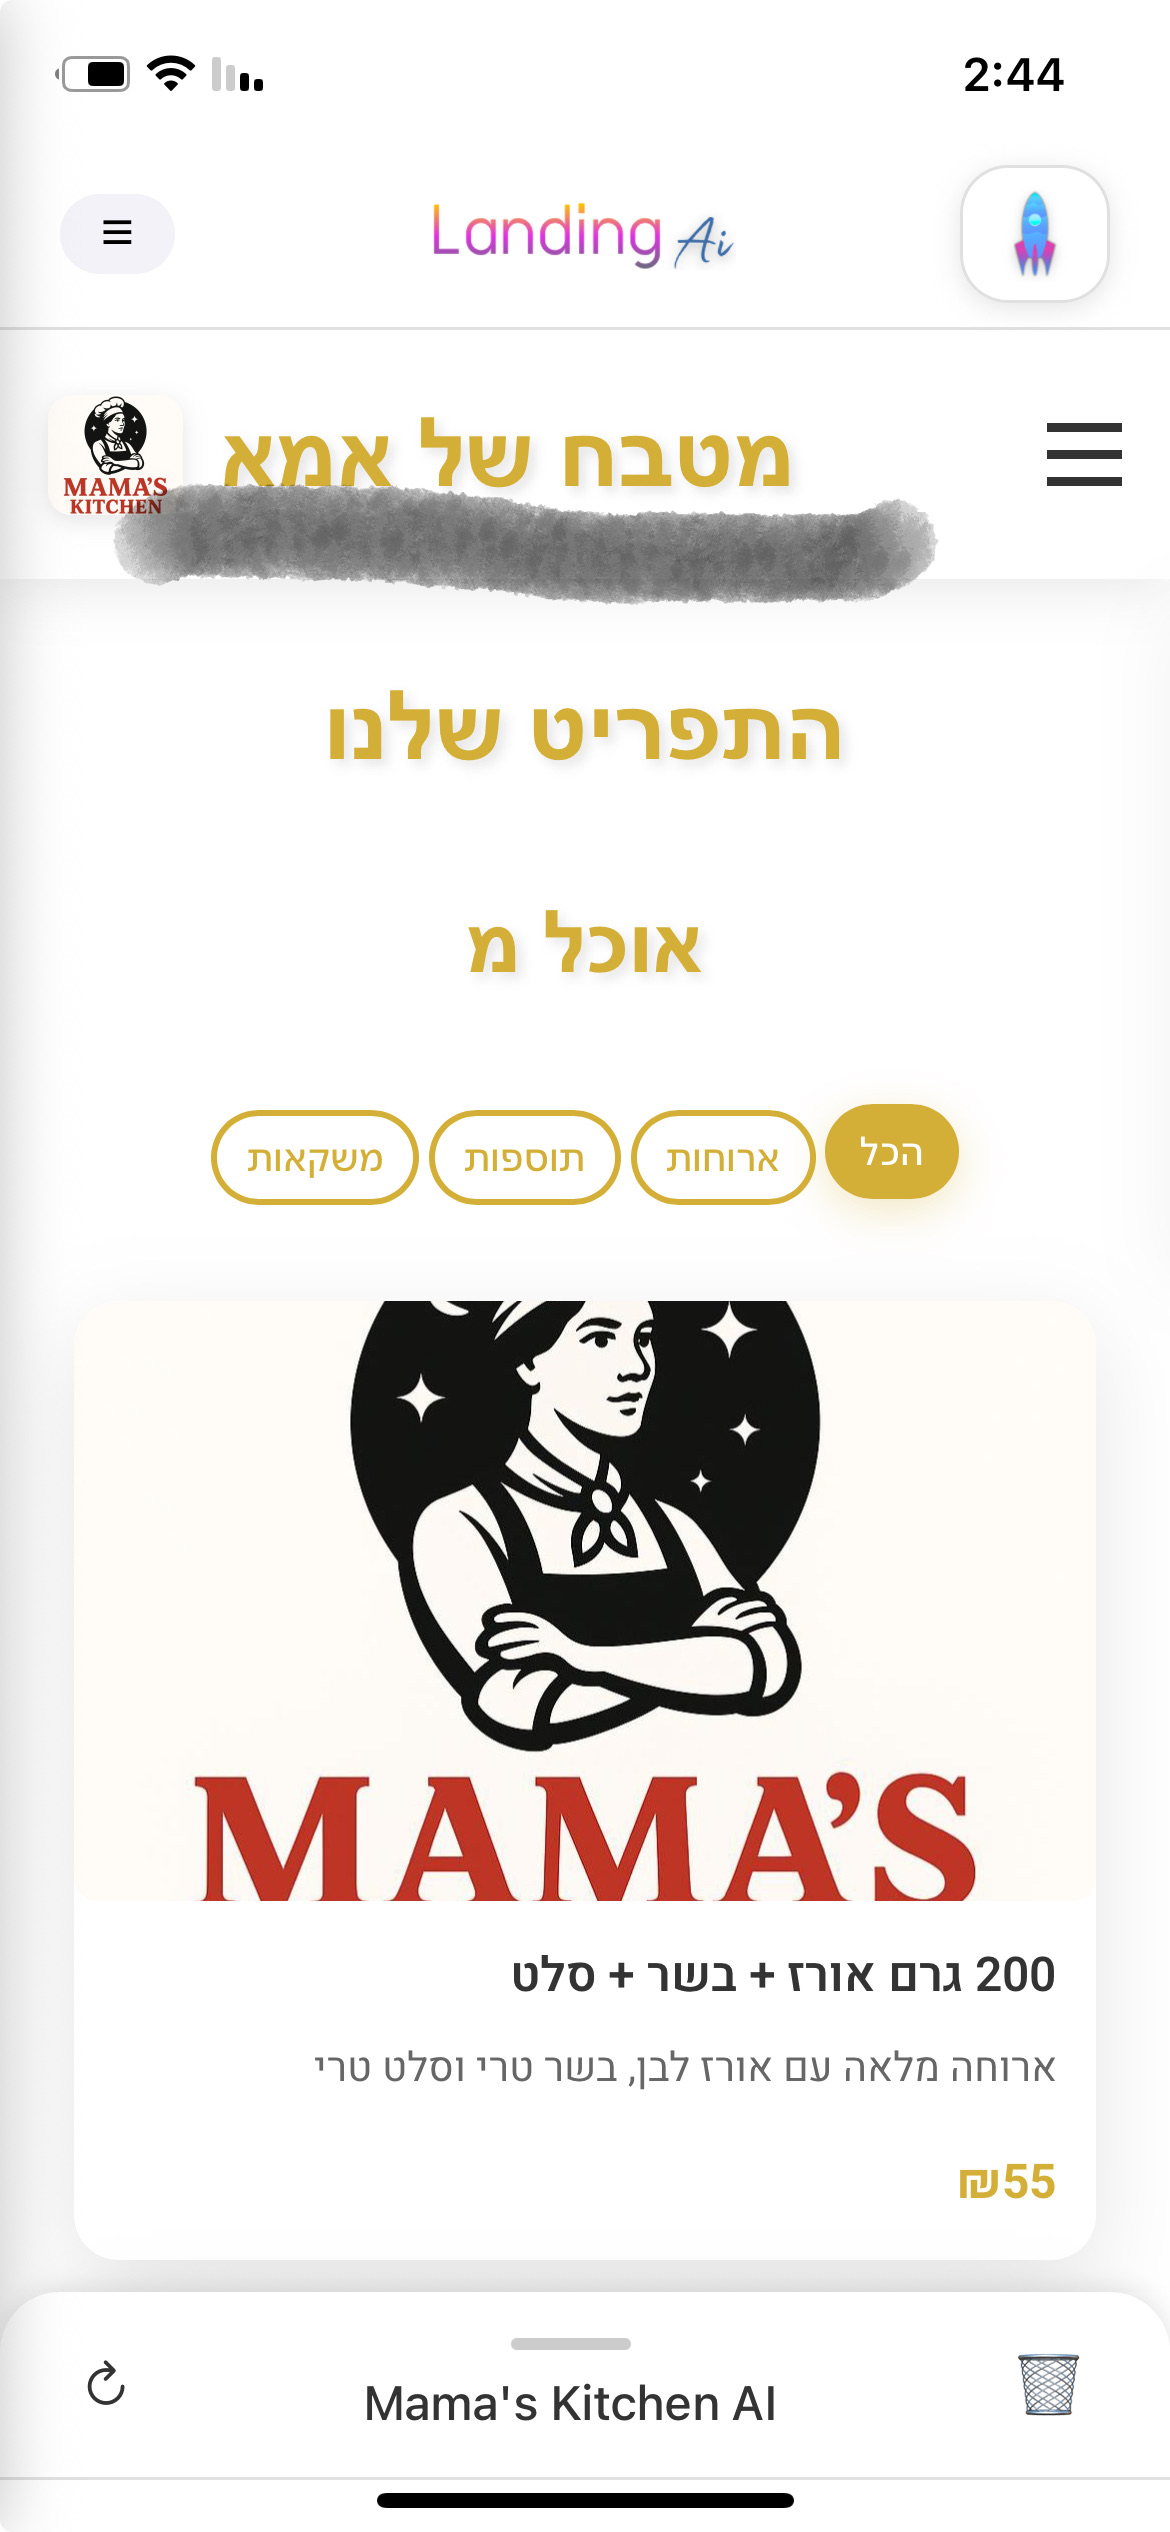 2:44
Landing Ai
מטבח של אמא
MAMA'S
KITCHEN
התפריט שלנו
אוכל מ
הכל
ארוחות
תוספות
משקאות
MAMA'S
200 גרם אורז + בשר + סלט
ארוחה מלאה עם אורז לבן, בשר טרי וסלט טרי
₪55
Mama's Kitchen AI